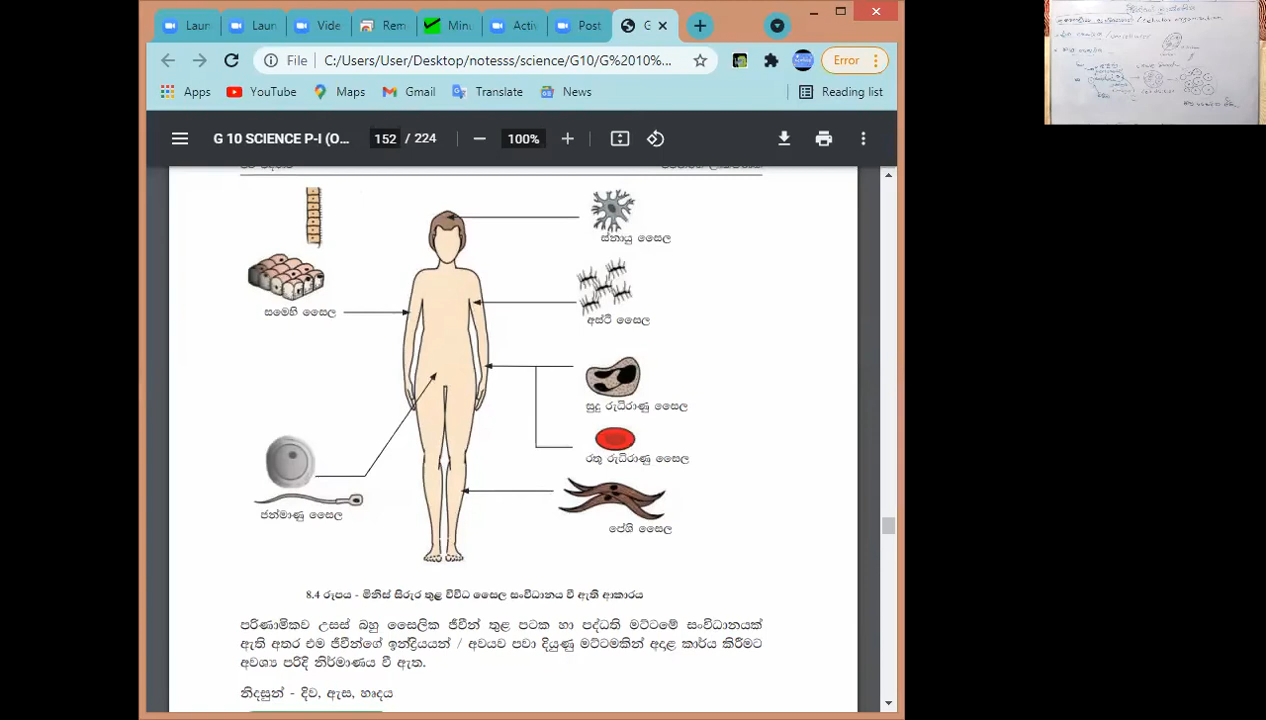 Laun
Laun
Vide
Rem
Min
Activ
Post
G
File
C:/Users/User/Desktop/notesss/science/G10/G%2010%...
Error
Apps
YouTube
Maps
Gmail
Translate
News
Reading list
G 10 SCIENCE P-I (O...
152 / 224
100%
ස්නායු සෛල
අස්ථි සෛල
සමෙහි සෛල
සුදු රුධිරාණු සෛල
රතු රුධිරාණු සෛල
ජන්මාණු සෛල
පේශි සෛල
8.4 රූපය - මිනිස් සිරුර තුළ විවිධ සෛල සංවිධානය වී ඇති ආකාරය
පරිණාමිකව උසස් බහු සෛලික ජීවීන් තුළ පටක හා පද්ධති මට්ටමේ සංවිධානයක්
ඇති අතර එම ජීවීන්ගේ ඉන්ද්‍රියයන් / අවයව පවා දියුණු මට්ටමකින් අදාළ කාර්ය කිරීමට
අවශ්‍ය පරිදි නිර්මාණය වී ඇත.
නිදසුන් - දිව, ඇස, හෘදය